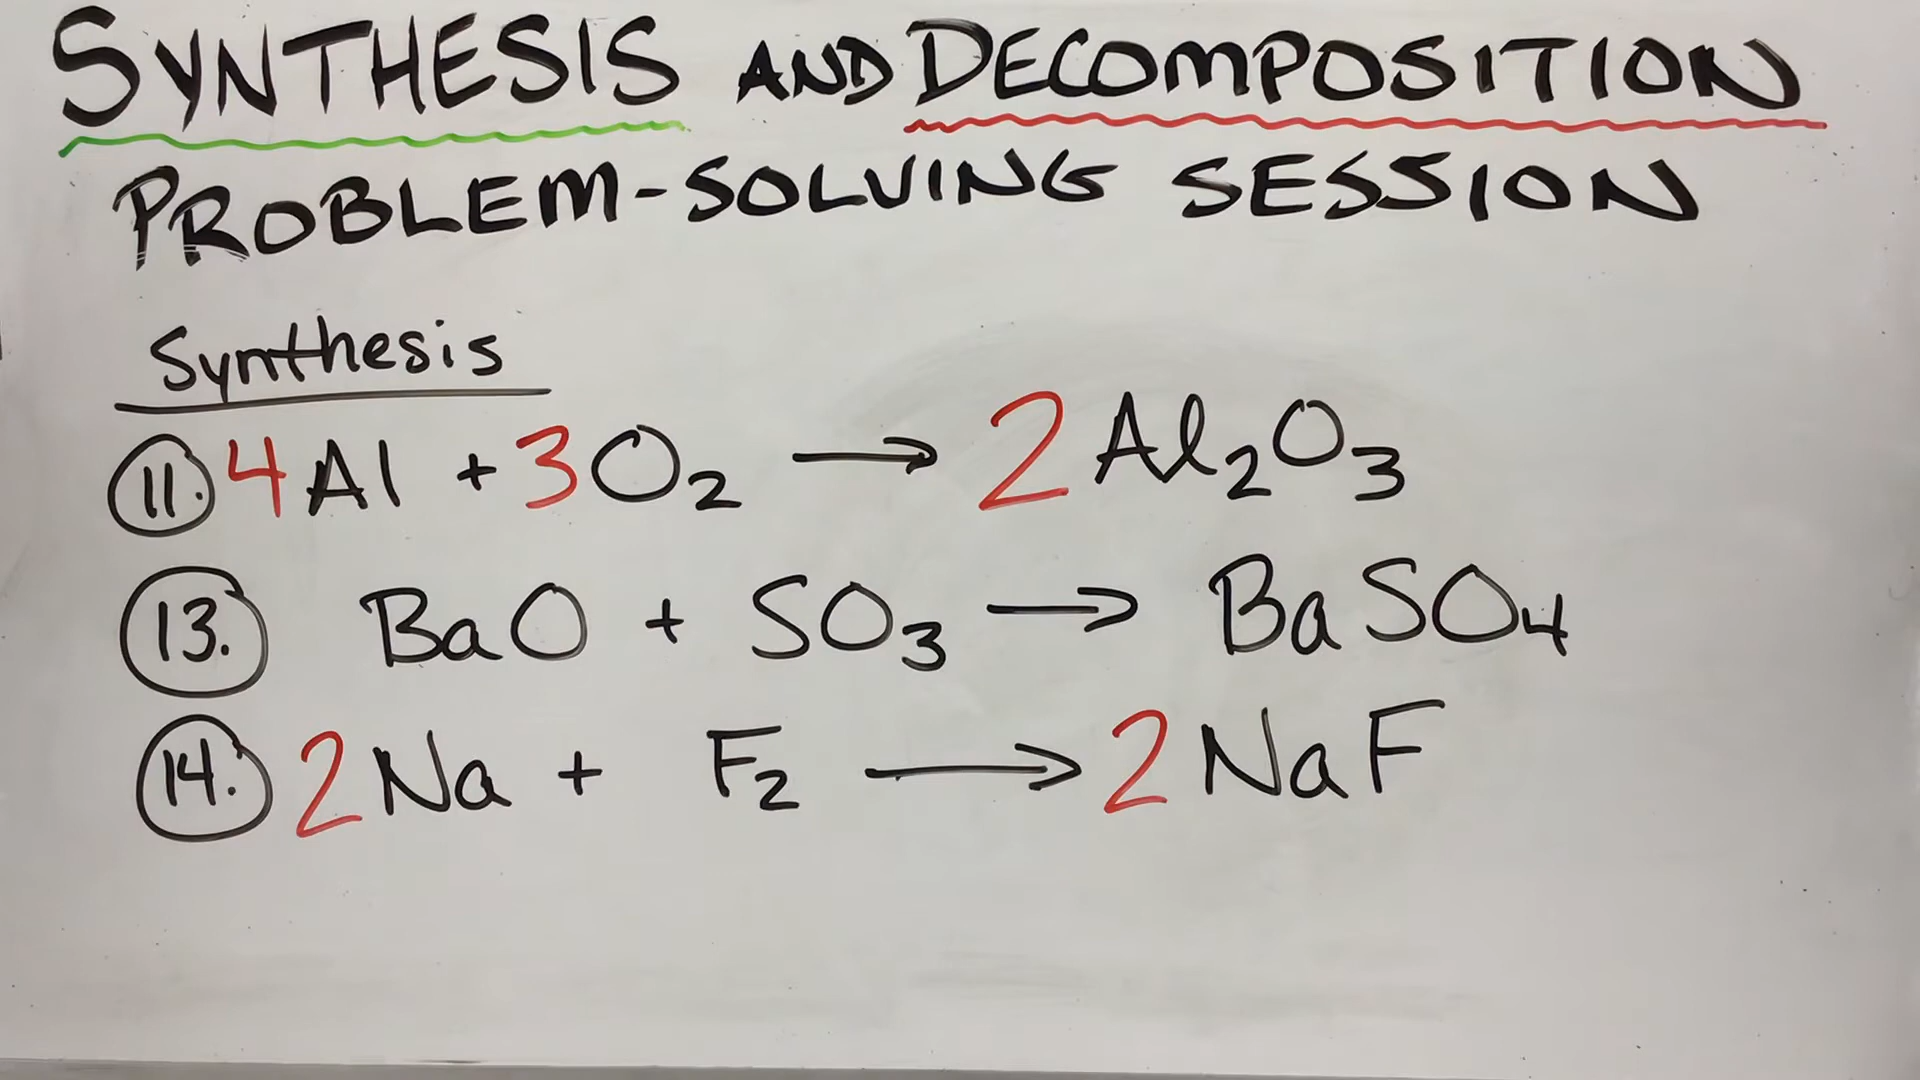 SYNTHESIS AND DECOMPOSITION
PROBLEM-SOLVING SESSION
Synthesis
11. 4Al + 3O₂ → 2Al₂O₃
13. BaO + SO₃ → BaSO₄
14. 2Na + F₂ → 2NaF